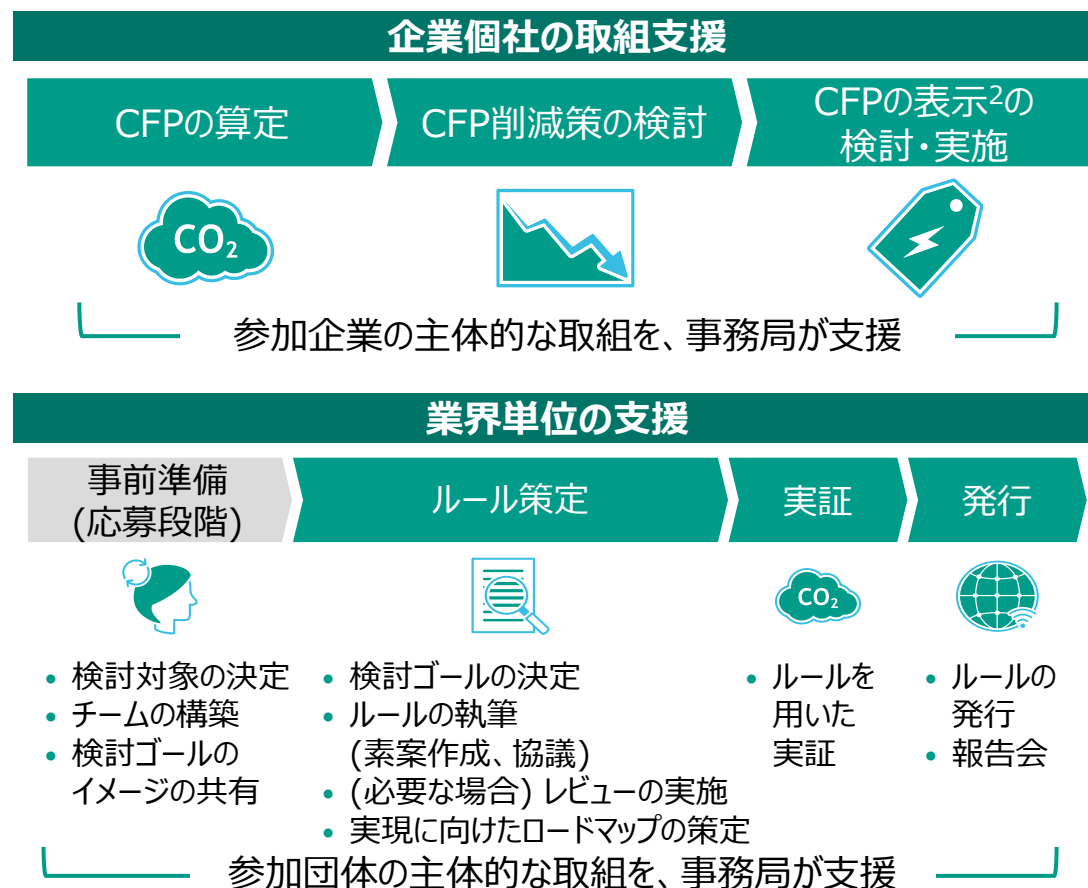 企業個社の取組支援
CFPの算定
CFP削減策の検討
CFPの表示2の
検討・実施
CO2
参加企業の主体的な取組を、事務局が支援
業界単位の支援
事前準備
(応募段階)
ルール策定
実証
発行
CO2
• 検討対象の決定
• チームの構築
• 検討ゴールの
イメージの共有
• 検討ゴールの決定
• ルールの執筆
(素案作成、協議)
• (必要な場合) レビューの実施
• 実現に向けたロードマップの策定
• ルールを
用いた
実証
• ルールの
発行
• 報告会
参加団体の主体的な取組を、事務局が支援